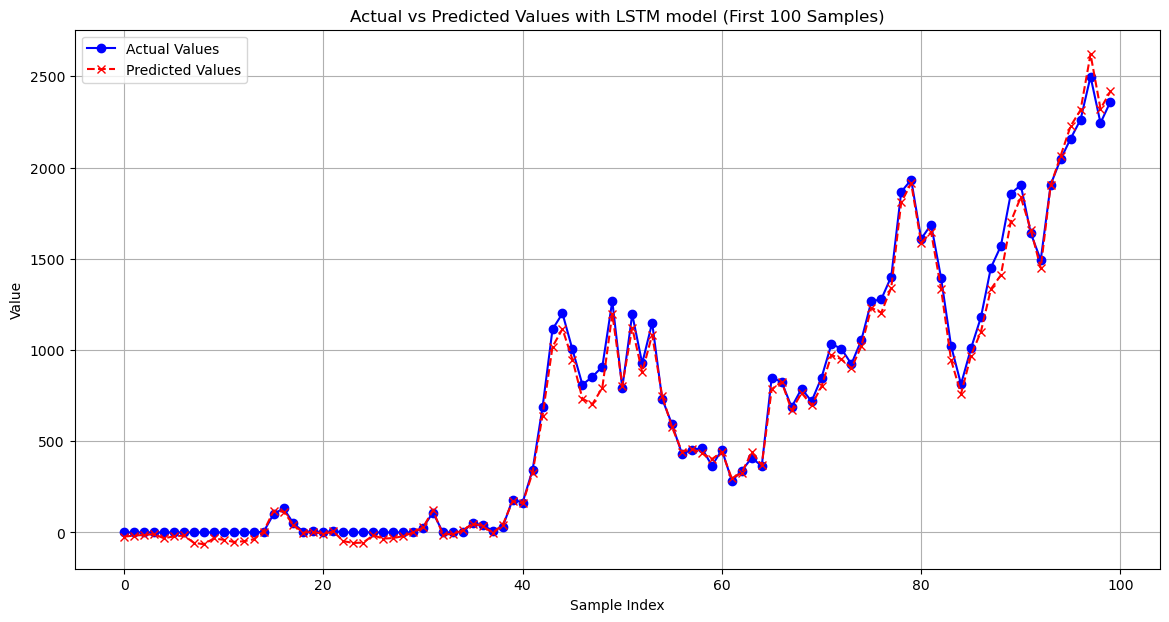 Actual vs Predicted Values with LSTM model (First 100 Samples)
Actual Values
Predicted Values
Value
2500
2000
1500
1000
500
0
0 20 40 60 80 100
Sample Index